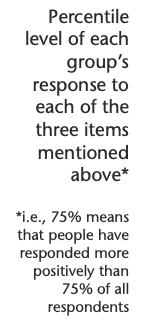 Percentile
level of each
group’s
response to
each of the
three items
mentioned
above*
*i.e., 75% means
that people have
responded more
positively than
75% of all
respondents